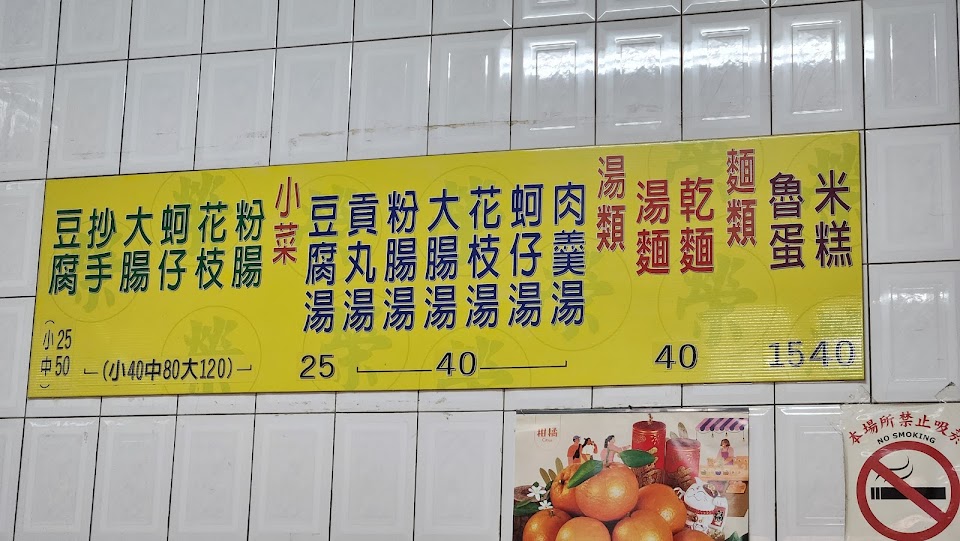 米糕
魯蛋
麵類
乾麵
湯麵
湯類
肉羹湯
蚵仔湯
花枝湯
大腸湯
粉腸湯
貢丸湯
豆腐湯
小菜
粉腸
花枝
蚵仔
大腸
抄手
豆腐
(小25
中50)
(小40中80大120)
25
40
40
15
40
柑橘
本場所禁止吸菸
NO SMOKING